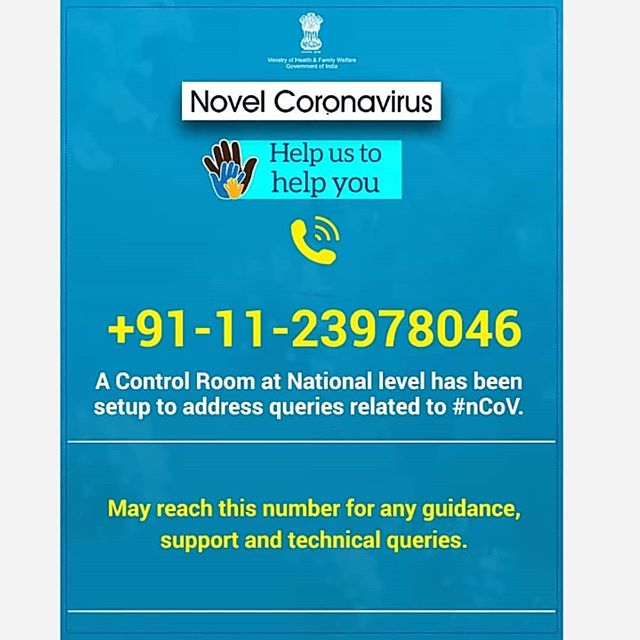 Ministry of Health & Family Welfare
Government of India
Novel Coronavirus
Help us to
help you
+91-11-23978046
A Control Room at National level has been
setup to address queries related to #nCoV.
May reach this number for any guidance,
support and technical queries.